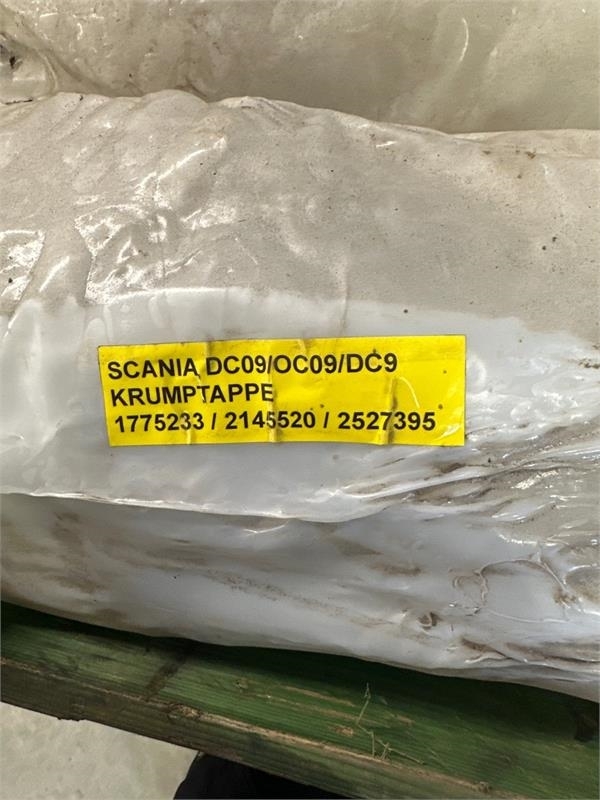 SCANIA DC09/OC09/DC9
KRUMPTAPPE
1775233 / 2145520 / 2527395